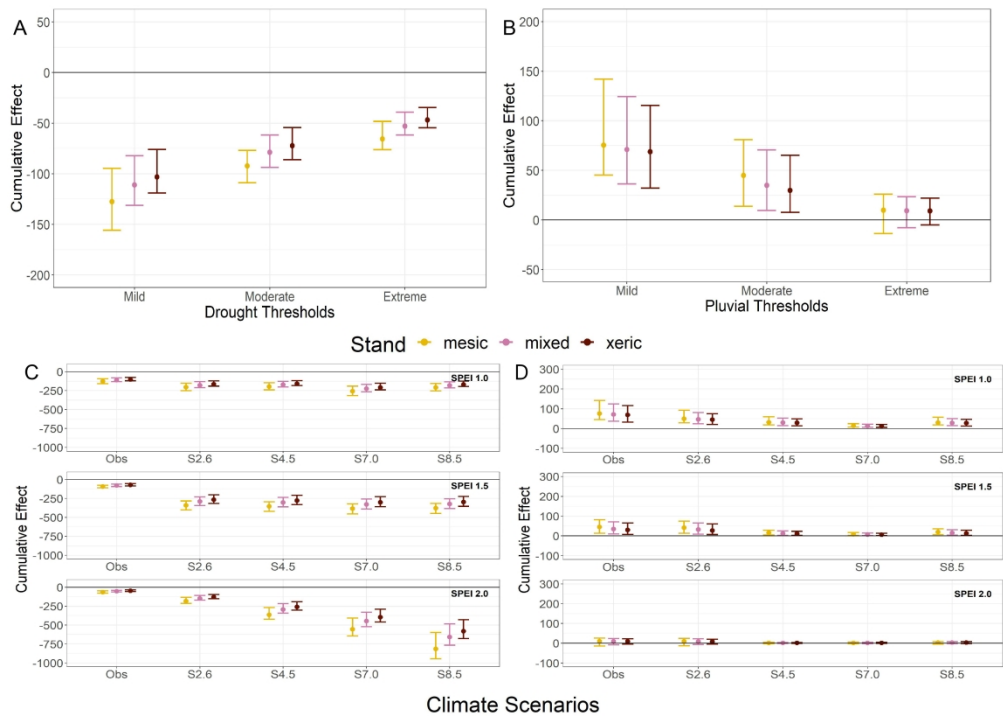 A
Cumulative Effect
50
0
-50
-100
-150
-200
Mild Moderate Extreme
Drought Thresholds
B
Cumulative Effect
200
150
100
50
0
-50
Mild Moderate Extreme
Pluvial Thresholds
Stand mesic mixed xeric
C
Cumulative Effect
0
-250
-500
-750
-1000
SPEI 1.0
Obs S2.6 S4.5 S7.0 S8.5
0
-250
-500
-750
-1000
SPEI 1.5
Obs S2.6 S4.5 S7.0 S8.5
0
-250
-500
-750
-1000
SPEI 2.0
Obs S2.6 S4.5 S7.0 S8.5
D
Cumulative Effect
300
200
100
0
-100
SPEI 1.0
Obs S2.6 S4.5 S7.0 S8.5
300
200
100
0
-100
SPEI 1.5
Obs S2.6 S4.5 S7.0 S8.5
300
200
100
0
-100
SPEI 2.0
Obs S2.6 S4.5 S7.0 S8.5
Climate Scenarios